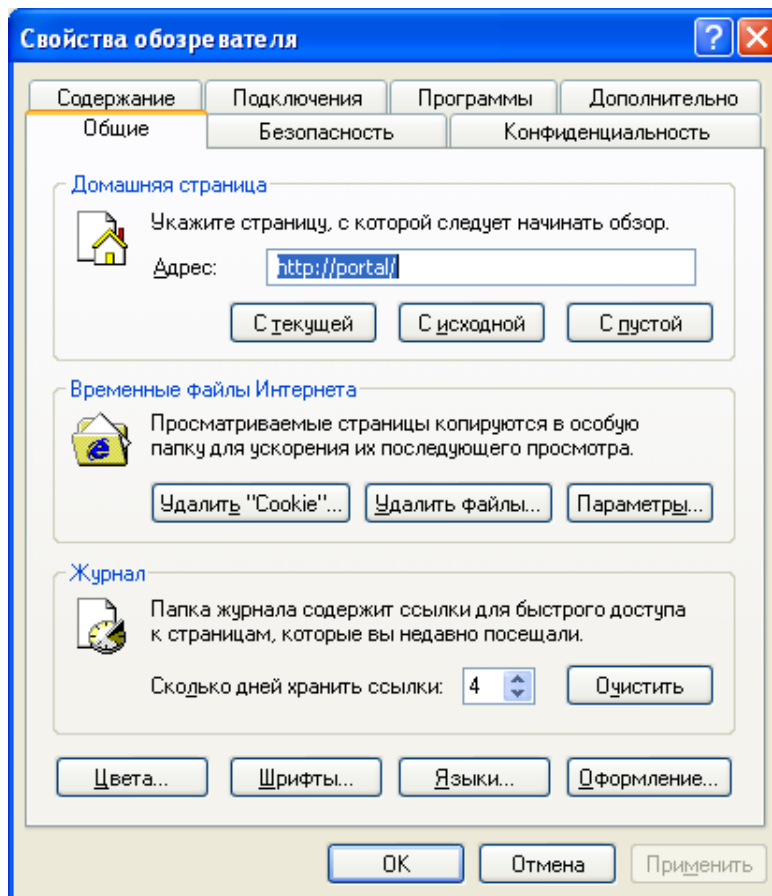 Свойства обозревателя
Содержание Подключения Программы Дополнительно
Общие Безопасность Конфиденциальность
Домашняя страница
Укажите страницу, с которой следует начинать обзор.
Адрес: http://portal/
С текущей С исходной С пустой
Временные файлы Интернета
Просматриваемые страницы копируются в особую
папку для ускорения их последующего просмотра.
Удалить "Cookie"... Удалить файлы... Параметры...
Журнал
Папка журнала содержит ссылки для быстрого доступа
к страницам, которые вы недавно посещали.
Сколько дней хранить ссылки: 4 Очистить
Цвета... Шрифты... Языки... Оформление...
OK Отмена Применить